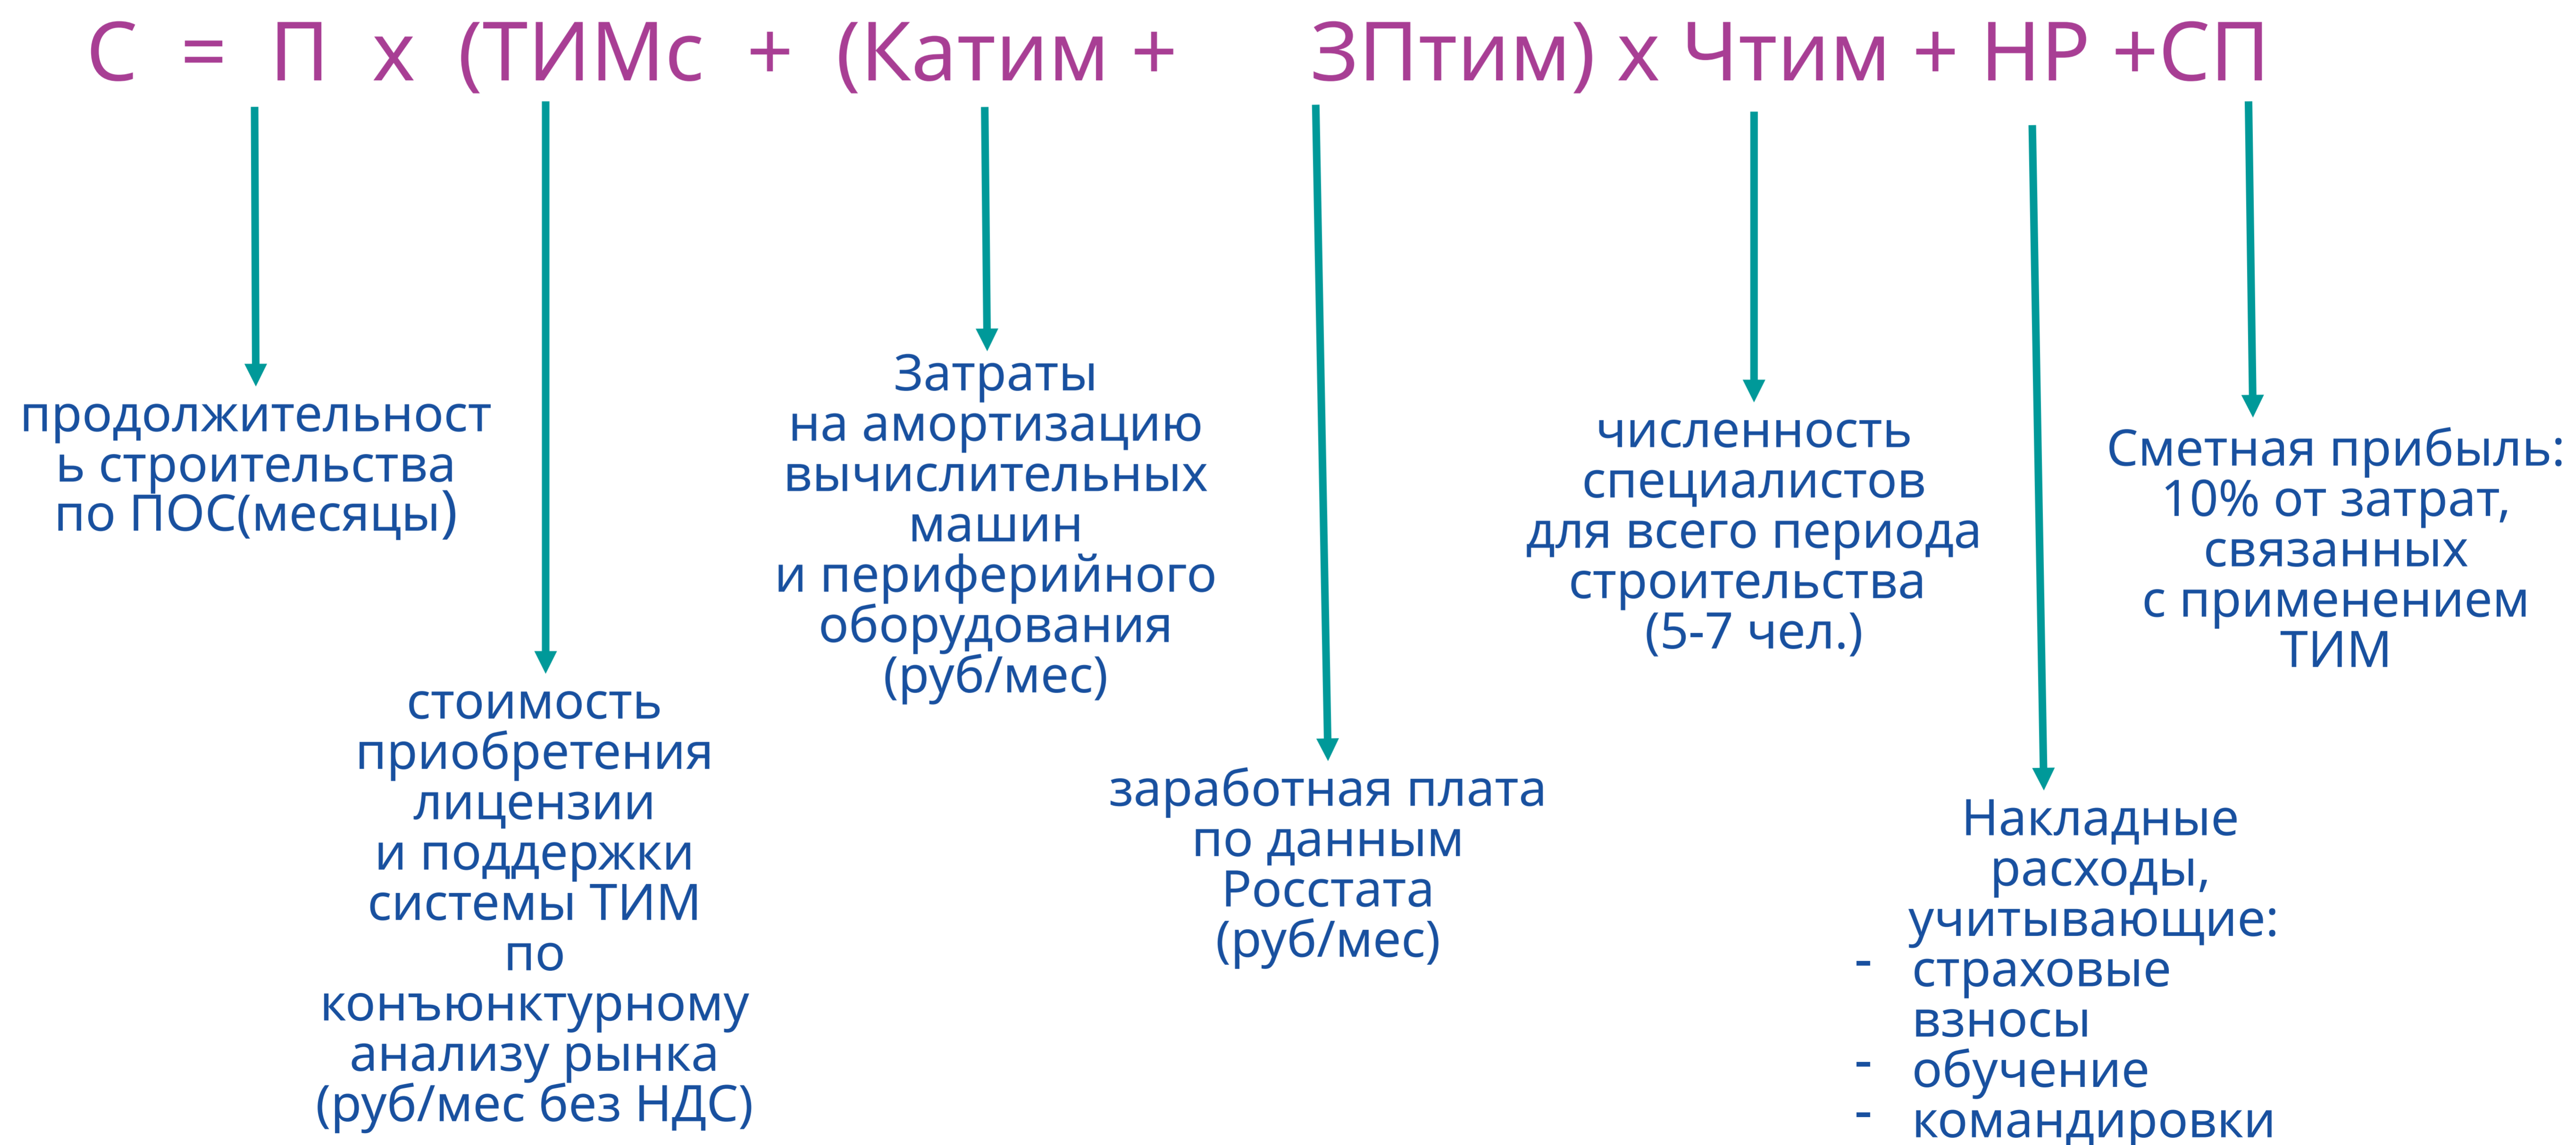 С = П х (ТИМс + (Катим + ЗПтим) х Чтим + НР +СП
продолжительност
ь строительства
по ПОС(месяцы)
стоимость
приобретения
лицензии
и поддержки
системы ТИМ
по
конъюнктурному
анализу рынка
(руб/мес без НДС)
Затраты
на амортизацию
вычислительных
машин
и периферийного
оборудования
(руб/мес)
заработная плата
по данным
Росстата
(руб/мес)
численность
специалистов
для всего периода
строительства
(5-7 чел.)
Накладные
расходы,
учитывающие:
- страховые
взносы
- обучение
- командировки
Сметная прибыль:
10% от затрат,
связанных
с применением
ТИМ